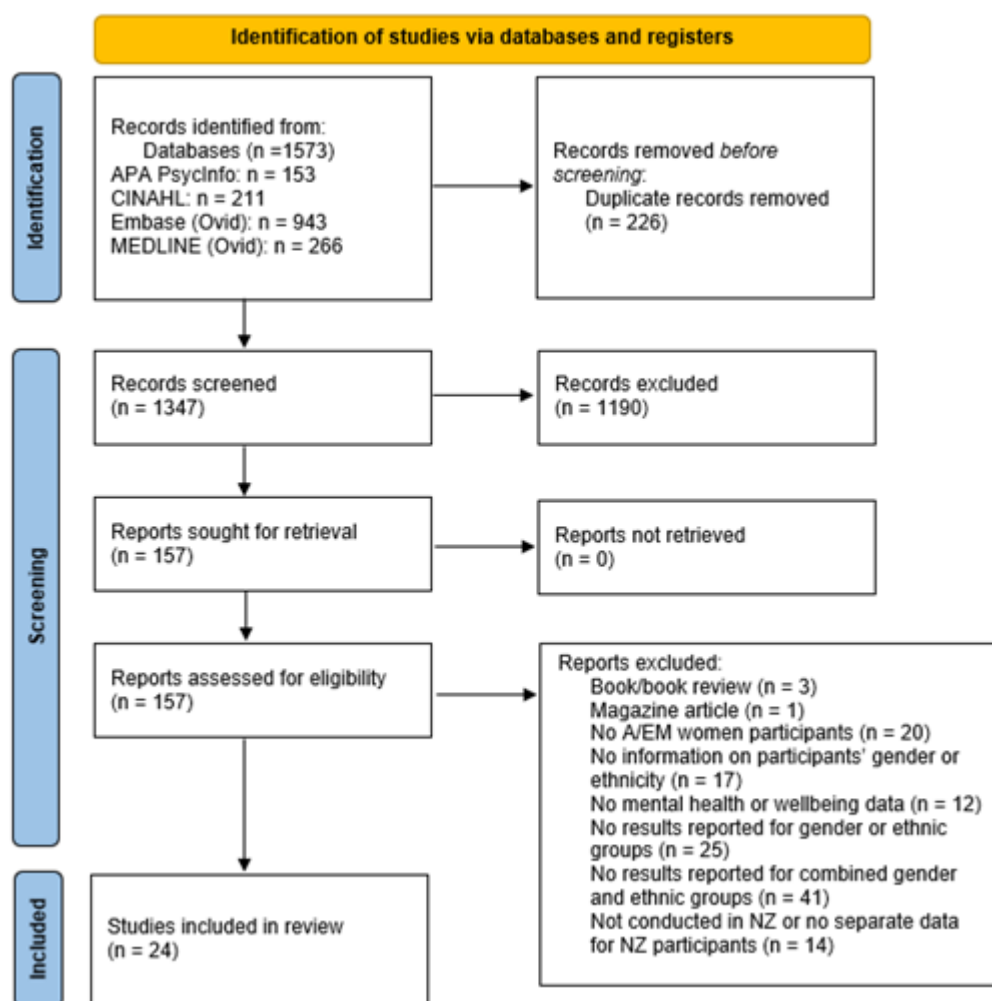 Identification of studies via databases and registers
Identification
Records identified from:
Databases (n =1573)
APA PsycInfo: n = 153
CINAHL: n = 211
Embase (Ovid): n = 943
MEDLINE (Ovid): n = 266
Records removed before
screening:
Duplicate records removed
(n = 226)
Screening
Records screened
(n = 1347)
Records excluded
(n = 1190)
Reports sought for retrieval
(n = 157)
Reports not retrieved
(n = 0)
Reports assessed for eligibility
(n = 157)
Reports excluded:
Book/book review (n = 3)
Magazine article (n = 1)
No A/EM women participants (n = 20)
No information on participants’ gender or
ethnicity (n = 17)
No mental health or wellbeing data (n = 12)
No results reported for gender or ethnic
groups (n = 25)
No results reported for combined gender
and ethnic groups (n = 41)
Not conducted in NZ or no separate data
for NZ participants (n = 14)
Included
Studies included in review
(n = 24)